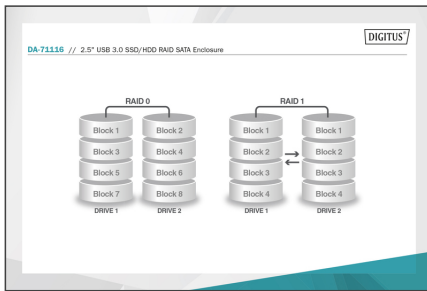 DIGITUS®
DA-71116 // 2.5" USB 3.0 SSD/HDD RAID SATA Enclosure
RAID 0 RAID 1
Block 1 Block 2 Block 1 Block 1
Block 3 Block 4 Block 2 Block 2
Block 5 Block 6 Block 3 Block 3
Block 7 Block 8 Block 4 Block 4
DRIVE 1 DRIVE 2 DRIVE 1 DRIVE 2